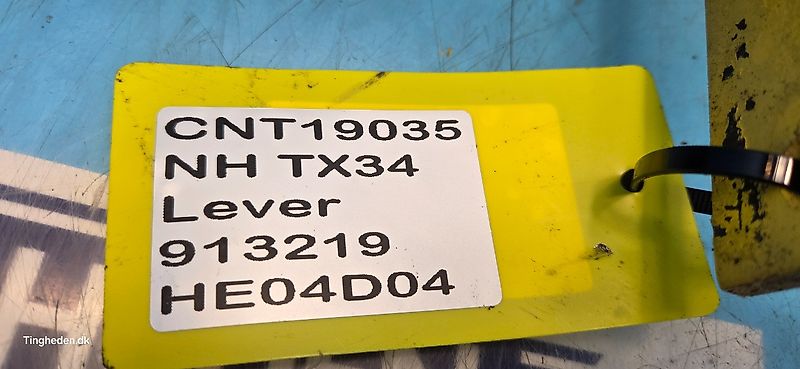 CNT19035
NH TX34
Lever
913219
HE04D04
Tingheden.dk